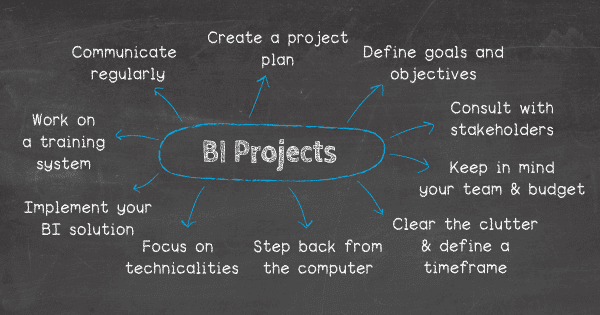 Create a project
plan
Define goals and
objectives
Consult with
stakeholders
Keep in mind
your team & budget
Clear the clutter
& define a
timeframe
Step back from
the computer
Focus on
technicalities
Implement your
BI solution
Work on
a training
system
Communicate
regularly
BI Projects